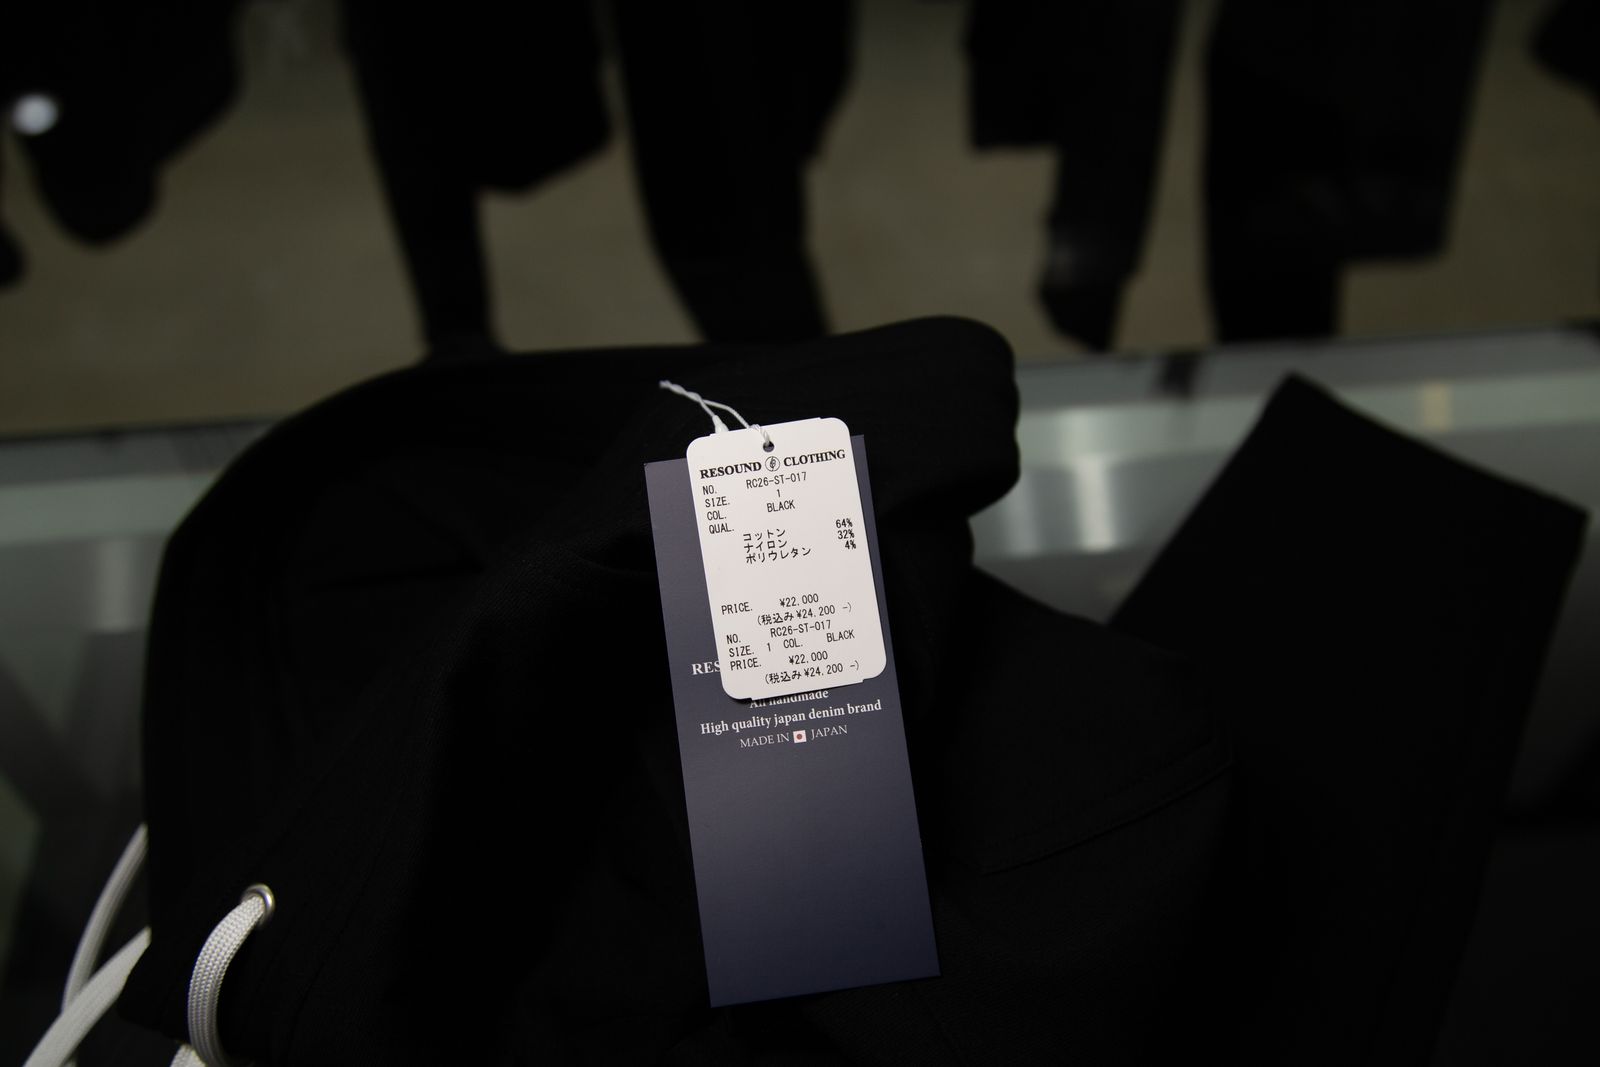 RESOUND CLOTHING
NO. RC26-ST-017
SIZE. 1
COL. BLACK
QUAL.
コットン 64%
ナイロン 32%
ポリウレタン 4%
PRICE. ¥22,000
(税込み¥24,200 -)
NO. RC26-ST-017
SIZE. 1 COL. BLACK
PRICE. ¥22,000
(税込み¥24,200 -)
RES
All handmade
High quality japan denim brand
MADE IN JAPAN